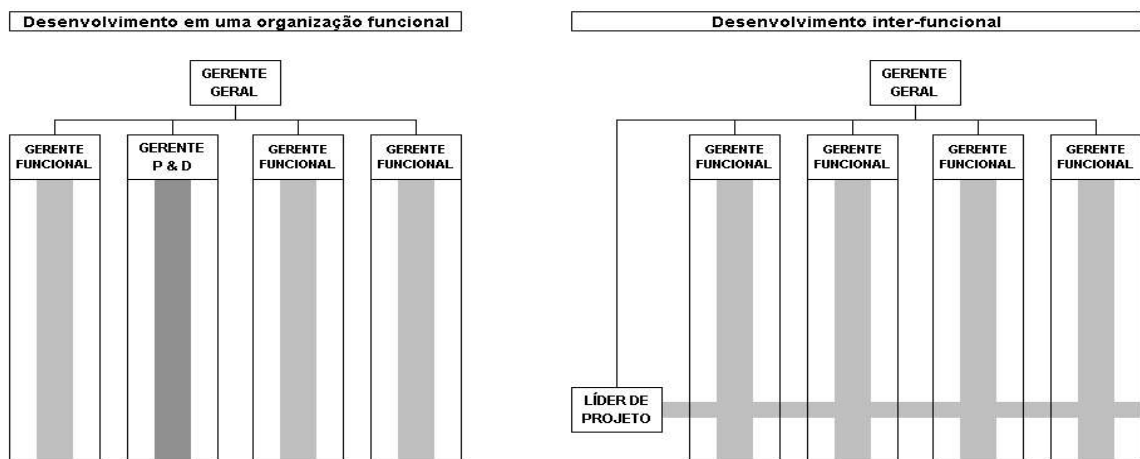 Desenvolvimento em uma organização funcional
GERENTE
GERAL
GERENTE
FUNCIONAL
GERENTE
P & D
GERENTE
FUNCIONAL
GERENTE
FUNCIONAL
Desenvolvimento inter-funcional
GERENTE
GERAL
GERENTE
FUNCIONAL
GERENTE
FUNCIONAL
GERENTE
FUNCIONAL
GERENTE
FUNCIONAL
LÍDER DE
PROJETO